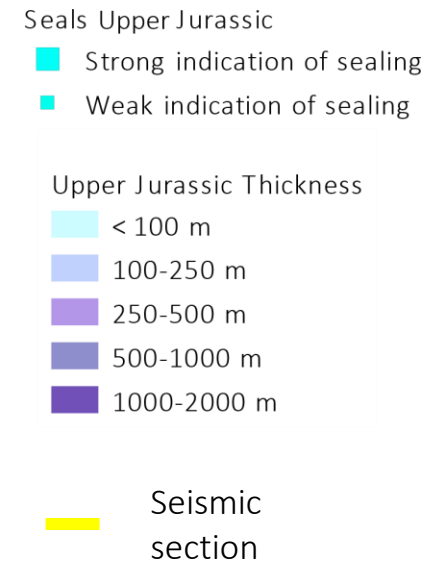 Seals Upper Jurassic
Strong indication of sealing
Weak indication of sealing
Upper Jurassic Thickness
< 100 m
100-250 m
250-500 m
500-1000 m
1000-2000 m
Seismic
section